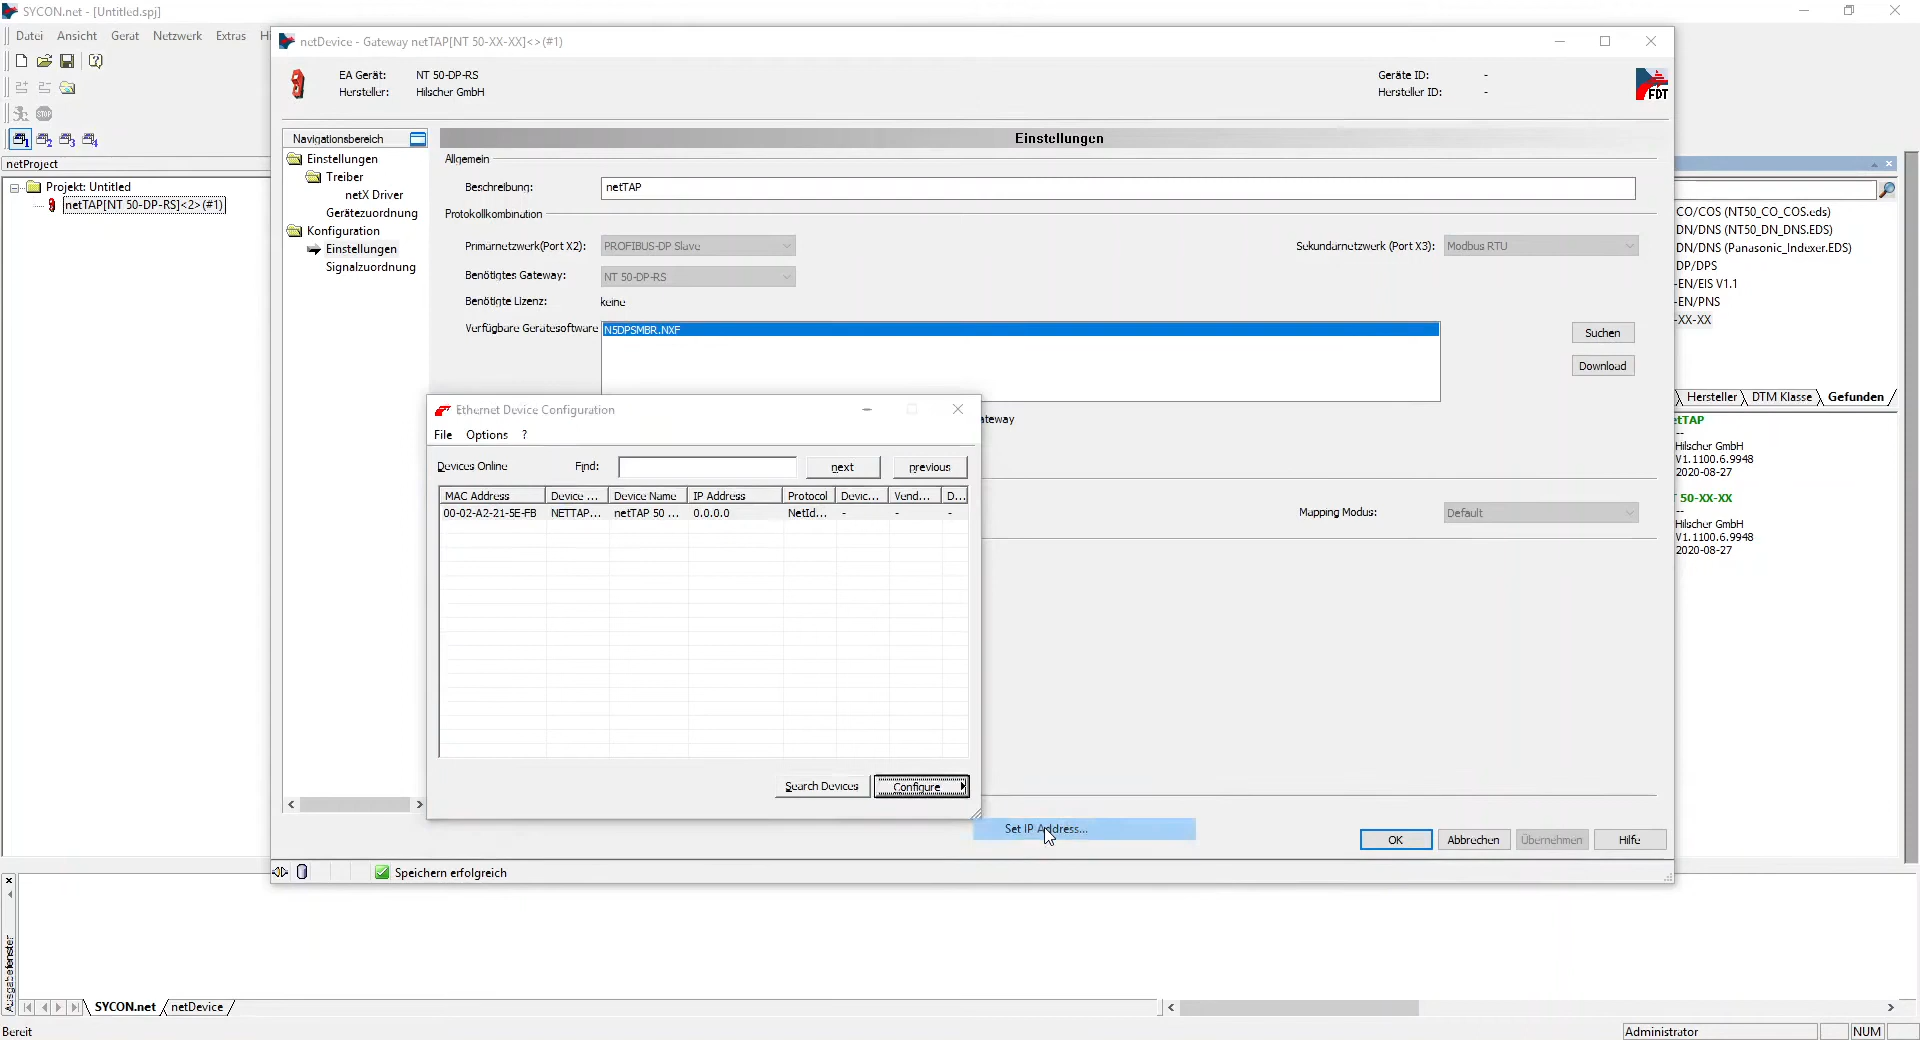 SYCON.net - [Untitled.spj]
Datei Ansicht Gerät Netzwerk Extras
netDevice - Gateway netTAP[NT 50-XX-XX]<>(#1)
EA Gerät: NT 50-DP-RS
Hersteller: Hilscher GmbH
Geräte ID: -
Hersteller ID: -
FDT
netProject
Projekt: Untitled
netTAP[NT 50-DP-RS]<2>(#1)
Navigationsbereich
Einstellungen
Treiber
netX Driver
Gerätezuordnung
Konfiguration
Einstellungen
Signalzuordnung
Einstellungen
Allgemein
Beschreibung: netTAP
Protokollkombination
Primärnetzwerk(Port X2): PROFIBUS-DP Slave
Sekundärnetzwerk (Port X3): Modbus RTU
Benötigtes Gateway: NT 50-DP-RS
Benötigte Lizenz: keine
Verfügbare Gerätesoftware N5DPSMBR.NXF
Suchen
Download
ateway
Mapping Modus: Default
Ethernet Device Configuration
File Options ?
Devices Online Find: next previous
MAC Address Device ... Device Name IP Address Protocol Devic... Vend... D...
00-02-A2-21-5E-FB NETTAP... netTAP 50 ... 0.0.0.0 NetId... - - -
Search Devices Configure
Set IP Address...
OK Abbrechen Übernehmen Hilfe
Speichern erfolgreich
CO/COS (NT50_CO_COS.eds)
DN/DNS (NT50_DN_DNS.EDS)
DN/DNS (Panasonic_Indexer.EDS)
DP/DPS
-EN/EIS V1.1
-EN/PNS
-XX-XX
Hersteller DTM Klasse Gefunden
etTAP
--
Hilscher GmbH
V1.1100.6.9948
2020-08-27
T 50-XX-XX
--
Hilscher GmbH
V1.1100.6.9948
2020-08-27
Ausgabefenster
SYCON.net netDevice
Bereit
Administrator
NUM